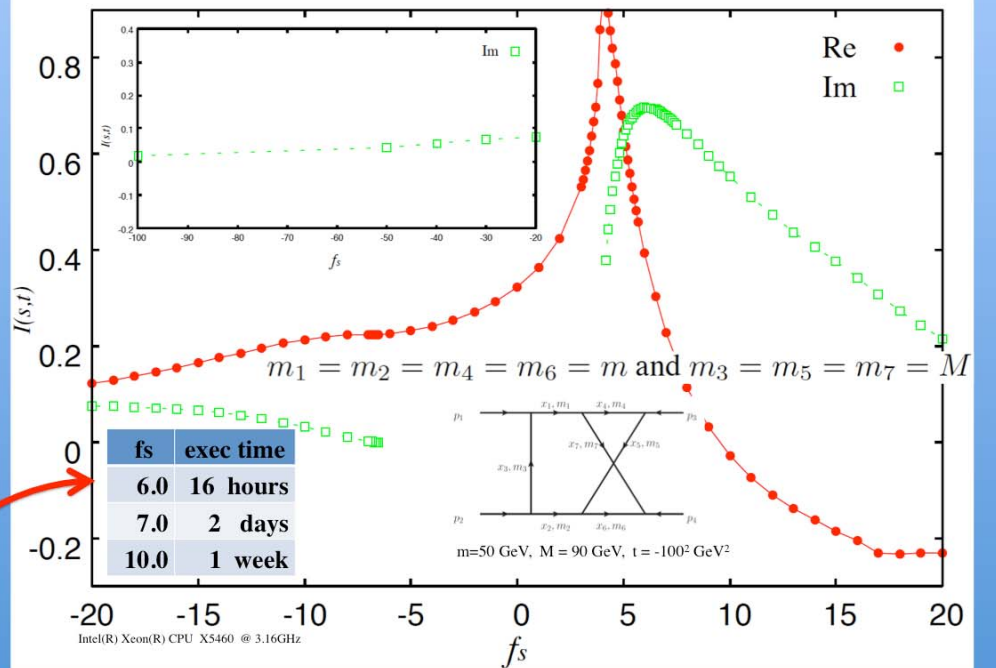 0.8
0.6
0.4
0.2
0
-0.2
I(s,t)
0.4
0.3
0.2
0.1
0
-0.1
-0.2
I(s,t)
Im
-100 -90 -80 -70 -60 -50 -40 -30 -20
fs
Re
Im
m₁ = m₂ = m₄ = m₆ = m and m₃ = m₅ = m₇ = M
fs exec time
6.0 16 hours
7.0 2 days
10.0 1 week
p₁ x₁, m₁ x₄, m₄ p₃
x₃, m₃ x₇, m₇ x₅, m₅
p₂ x₂, m₂ x₆, m₆ p₄
m=50 GeV, M = 90 GeV, t = -100² GeV²
-20 -15 -10 -5 0 5 10 15 20
Intel(R) Xeon(R) CPU X5460 @ 3.16GHz
fs